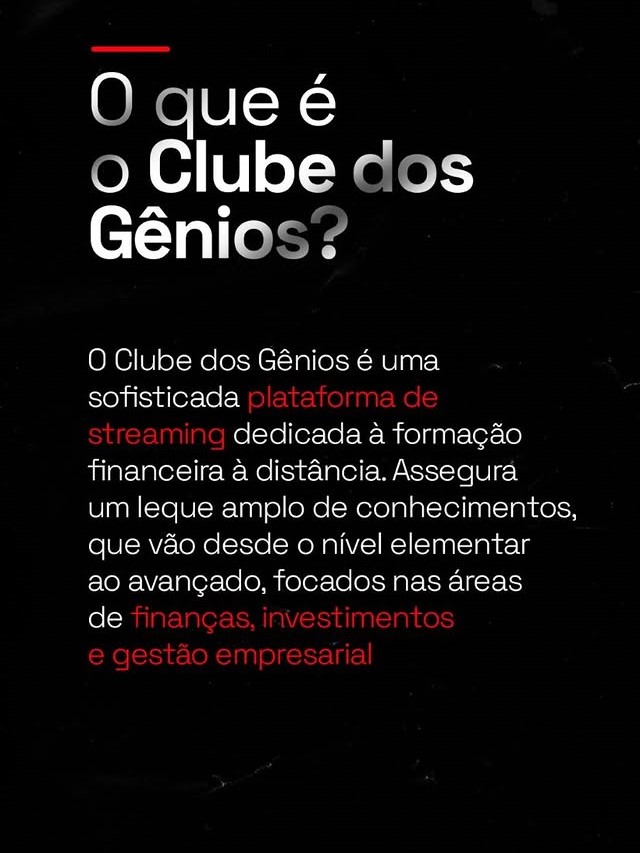 O que é
o Clube dos
Gênios?
O Clube dos Gênios é uma
sofisticada plataforma de
streaming dedicada à formação
financeira à distância. Assegura
um leque amplo de conhecimentos,
que vão desde o nível elementar
ao avançado, focados nas áreas
de finanças, investimentos
e gestão empresarial